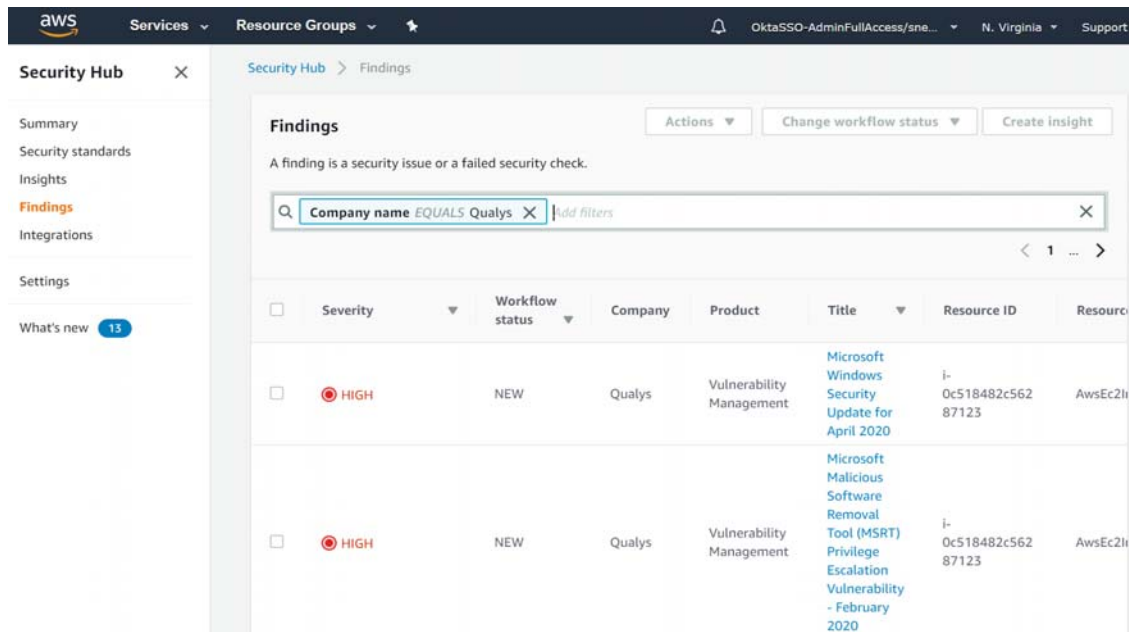 aws Services Resource Groups OktaSSO-AdminFullAccess/sne... N. Virginia Support
Security Hub
Summary
Security standards
Insights
Findings
Integrations
Settings
What's new 13
Security Hub > Findings
Findings
Actions Change workflow status Create insight
A finding is a security issue or a failed security check.
Company name EQUALS Qualys Add filters
1 ...
Severity Workflow status Company Product Title Resource ID Resourc
HIGH NEW Qualys Vulnerability Management
Microsoft
Windows
Security
Update for
April 2020
i-
0c518482c562
87123
AwsEc2I
HIGH NEW Qualys Vulnerability Management
Microsoft
Malicious
Software
Removal
Tool (MSRT)
Privilege
Escalation
Vulnerability
- February
2020
i-
0c518482c562
87123
AwsEc2I